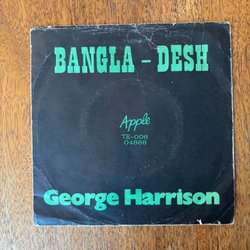 BANGLA – DESH
Apple
7E-006
04888
George Harrison